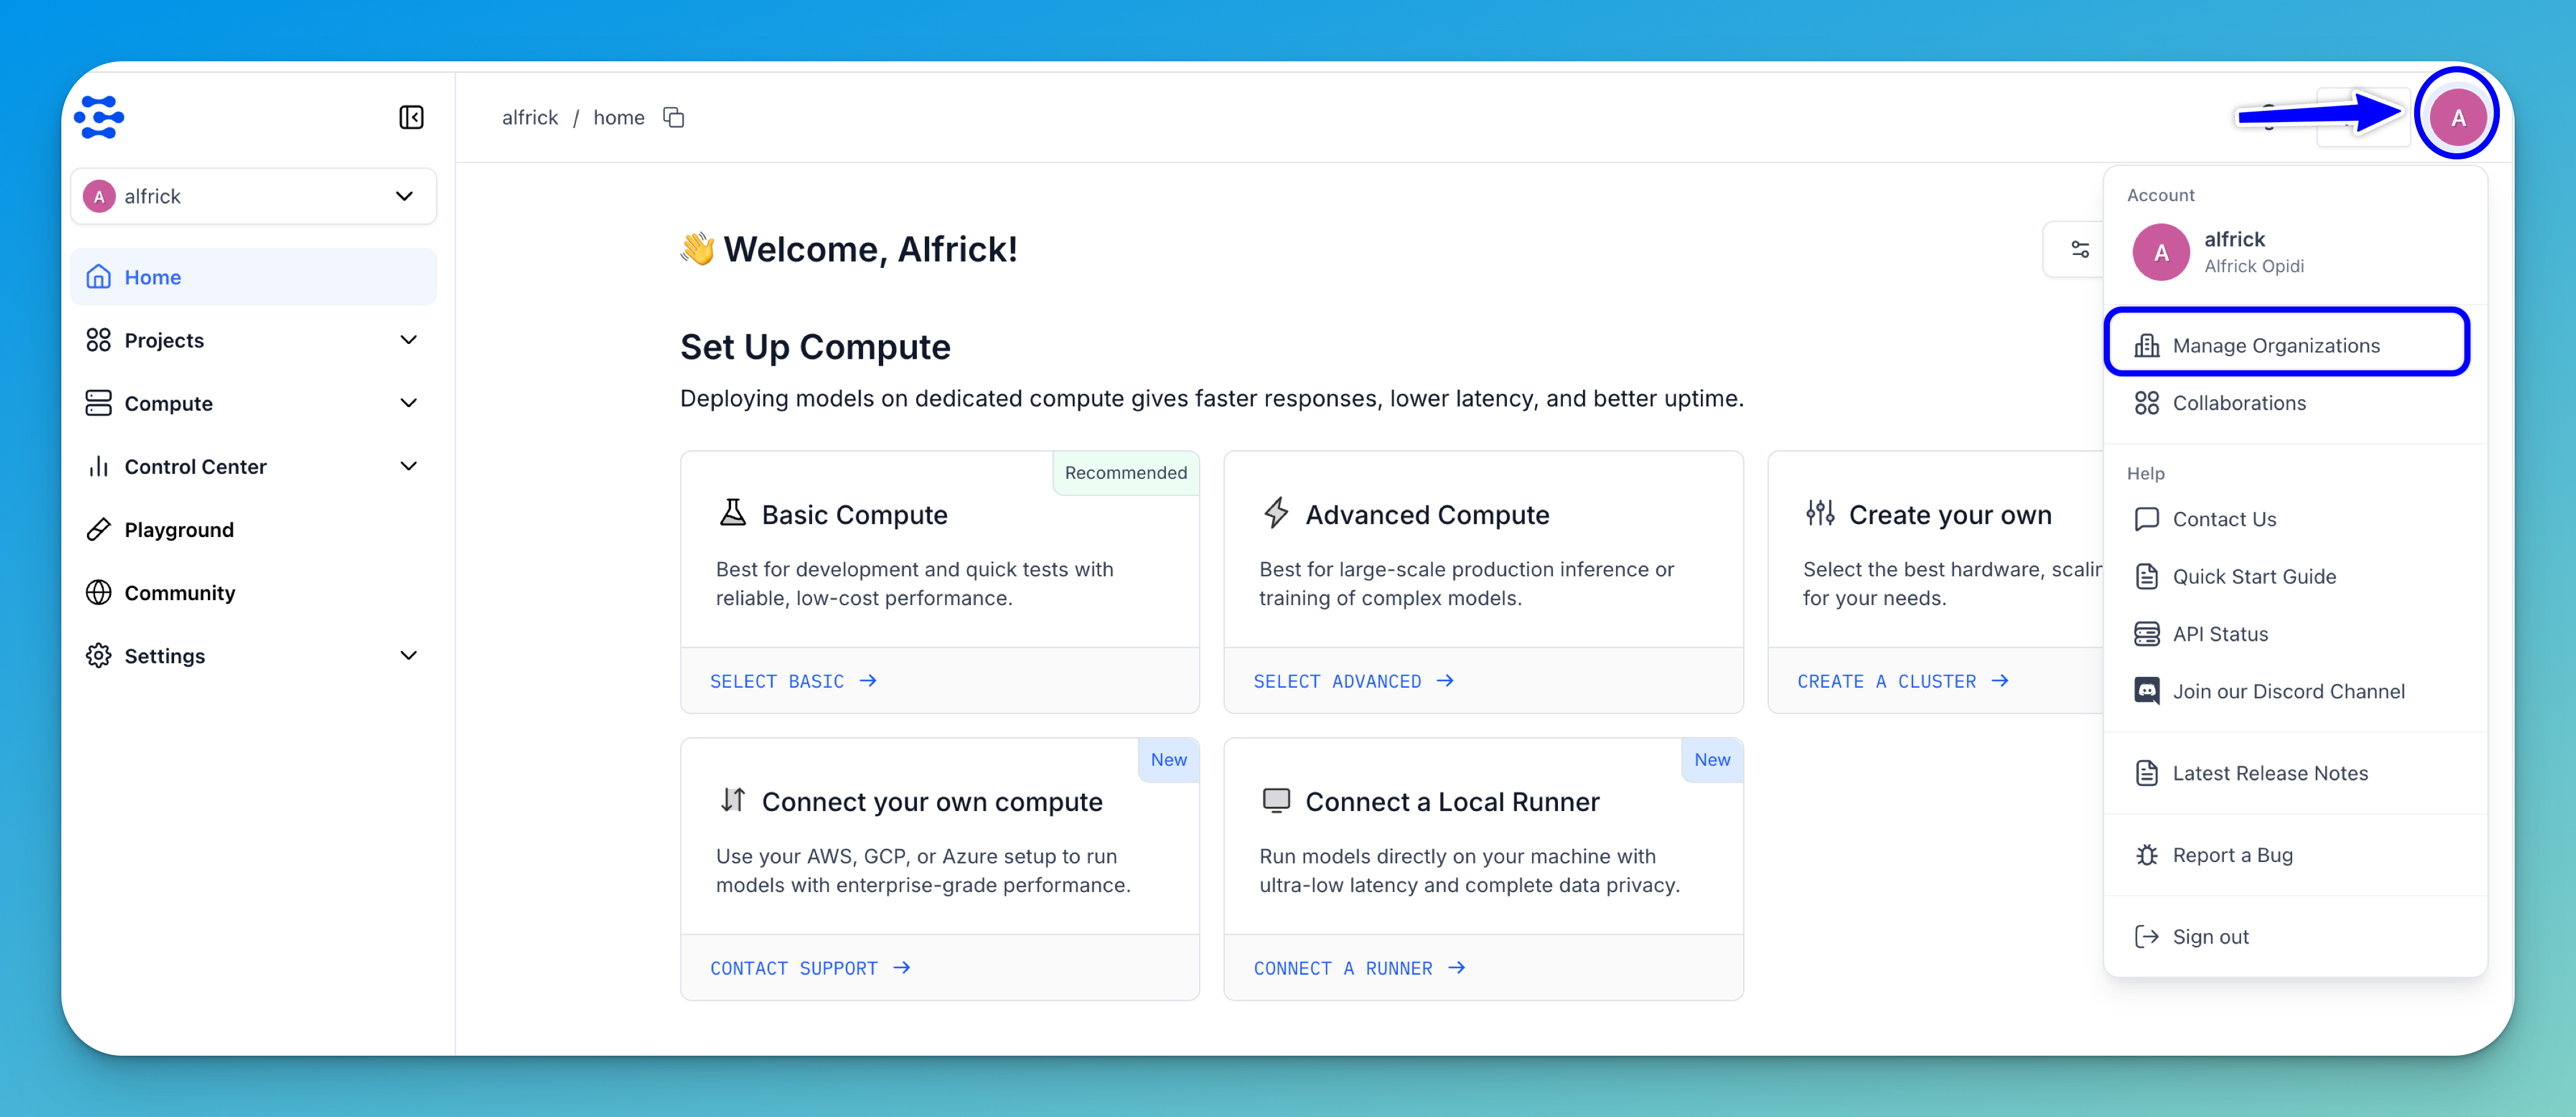 alfrick / home
A
A alfrick
Home
Projects
Compute
Control Center
Playground
Community
Settings
👋 Welcome, Alfrick!
Set Up Compute
Deploying models on dedicated compute gives faster responses, lower latency, and better uptime.
Recommended
Basic Compute
Best for development and quick tests with
reliable, low-cost performance.
SELECT BASIC →
Advanced Compute
Best for large-scale production inference or
training of complex models.
SELECT ADVANCED →
Create your own
Select the best hardware,
for your needs.
CREATE A CLUSTER →
New
Connect your own compute
Use your AWS, GCP, or Azure setup to run
models with enterprise-grade performance.
CONTACT SUPPORT →
New
Connect a Local Runner
Run models directly on your machine with
ultra-low latency and complete data privacy.
CONNECT A RUNNER →
Account
A
alfrick
Alfrick Opidi
Manage Organizations
Collaborations
Help
Contact Us
Quick Start Guide
API Status
Join our Discord Channel
Latest Release Notes
Report a Bug
Sign out